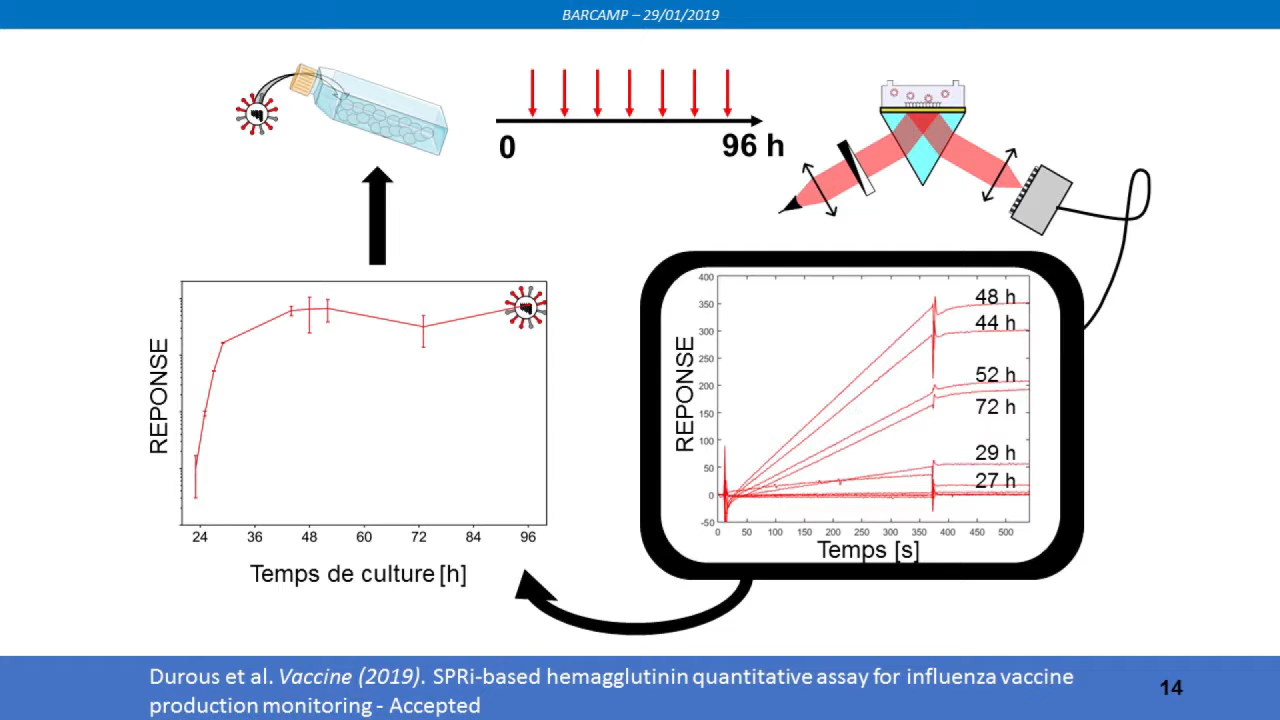 BARCAMP – 29/01/2019
0
96 h
REPONSE
24 36 48 60 72 84 96
Temps de culture [h]
REPONSE
400
350
300
250
200
150
100
50
0
-50
48 h
44 h
52 h
72 h
29 h
27 h
0 50 100 150 200 250 300 350 400 450 500
Temps [s]
Durous et al. Vaccine (2019). SPRi-based hemagglutinin quantitative assay for influenza vaccine
production monitoring - Accepted
14